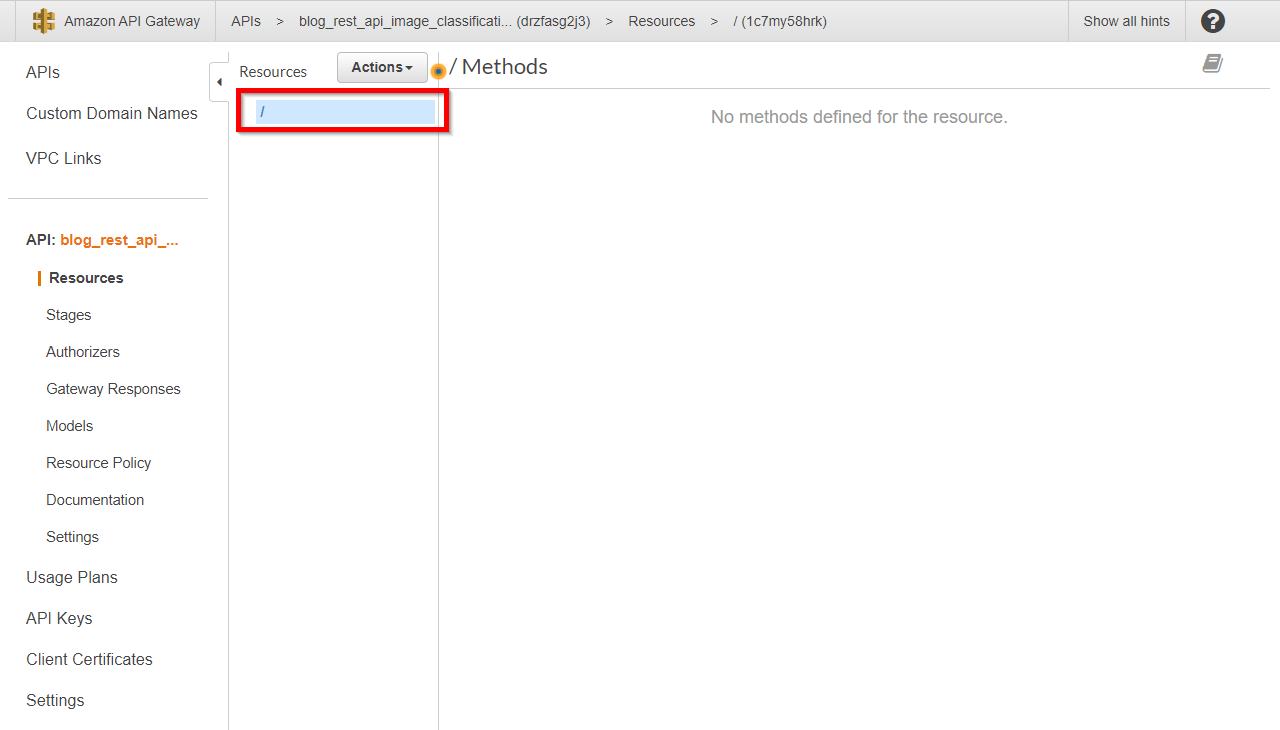 Amazon API Gateway
APIs > blog_rest_api_image_classificati... (drzfasg2j3) > Resources > / (1c7my58hrk)
Show all hints
?
APIs
Custom Domain Names
VPC Links
API: blog_rest_api_...
Resources
Stages
Authorizers
Gateway Responses
Models
Resource Policy
Documentation
Settings
Usage Plans
API Keys
Client Certificates
Settings
Resources
Actions
/
/ Methods
No methods defined for the resource.